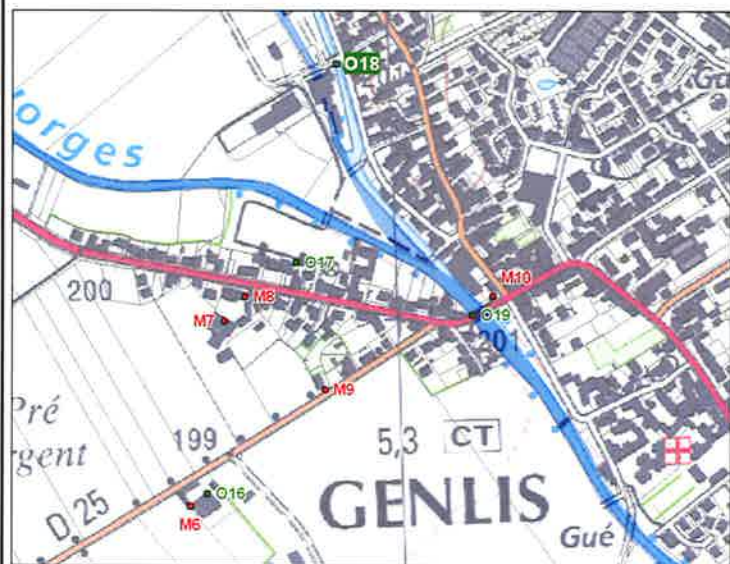 O18
orges
O17
200
M8
M10
M7
O19
201
M9
Pré
rgent
199
5,3
CT
D 25
O16
M6
GENLIS
Gué